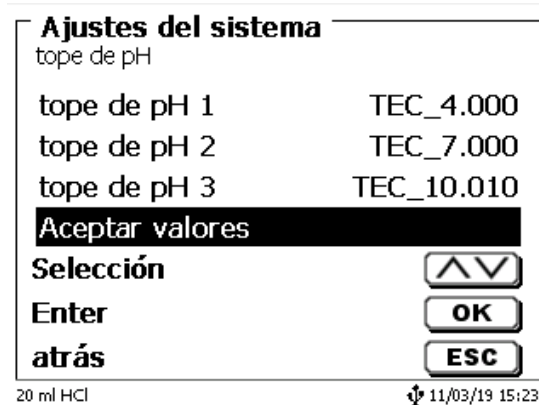 Ajustes del sistema
tope de pH
tope de pH 1 TEC_4.000
tope de pH 2 TEC_7.000
tope de pH 3 TEC_10.010
Aceptar valores
Selección
Enter OK
atrás ESC
20 ml HCl 11/03/19 15:23